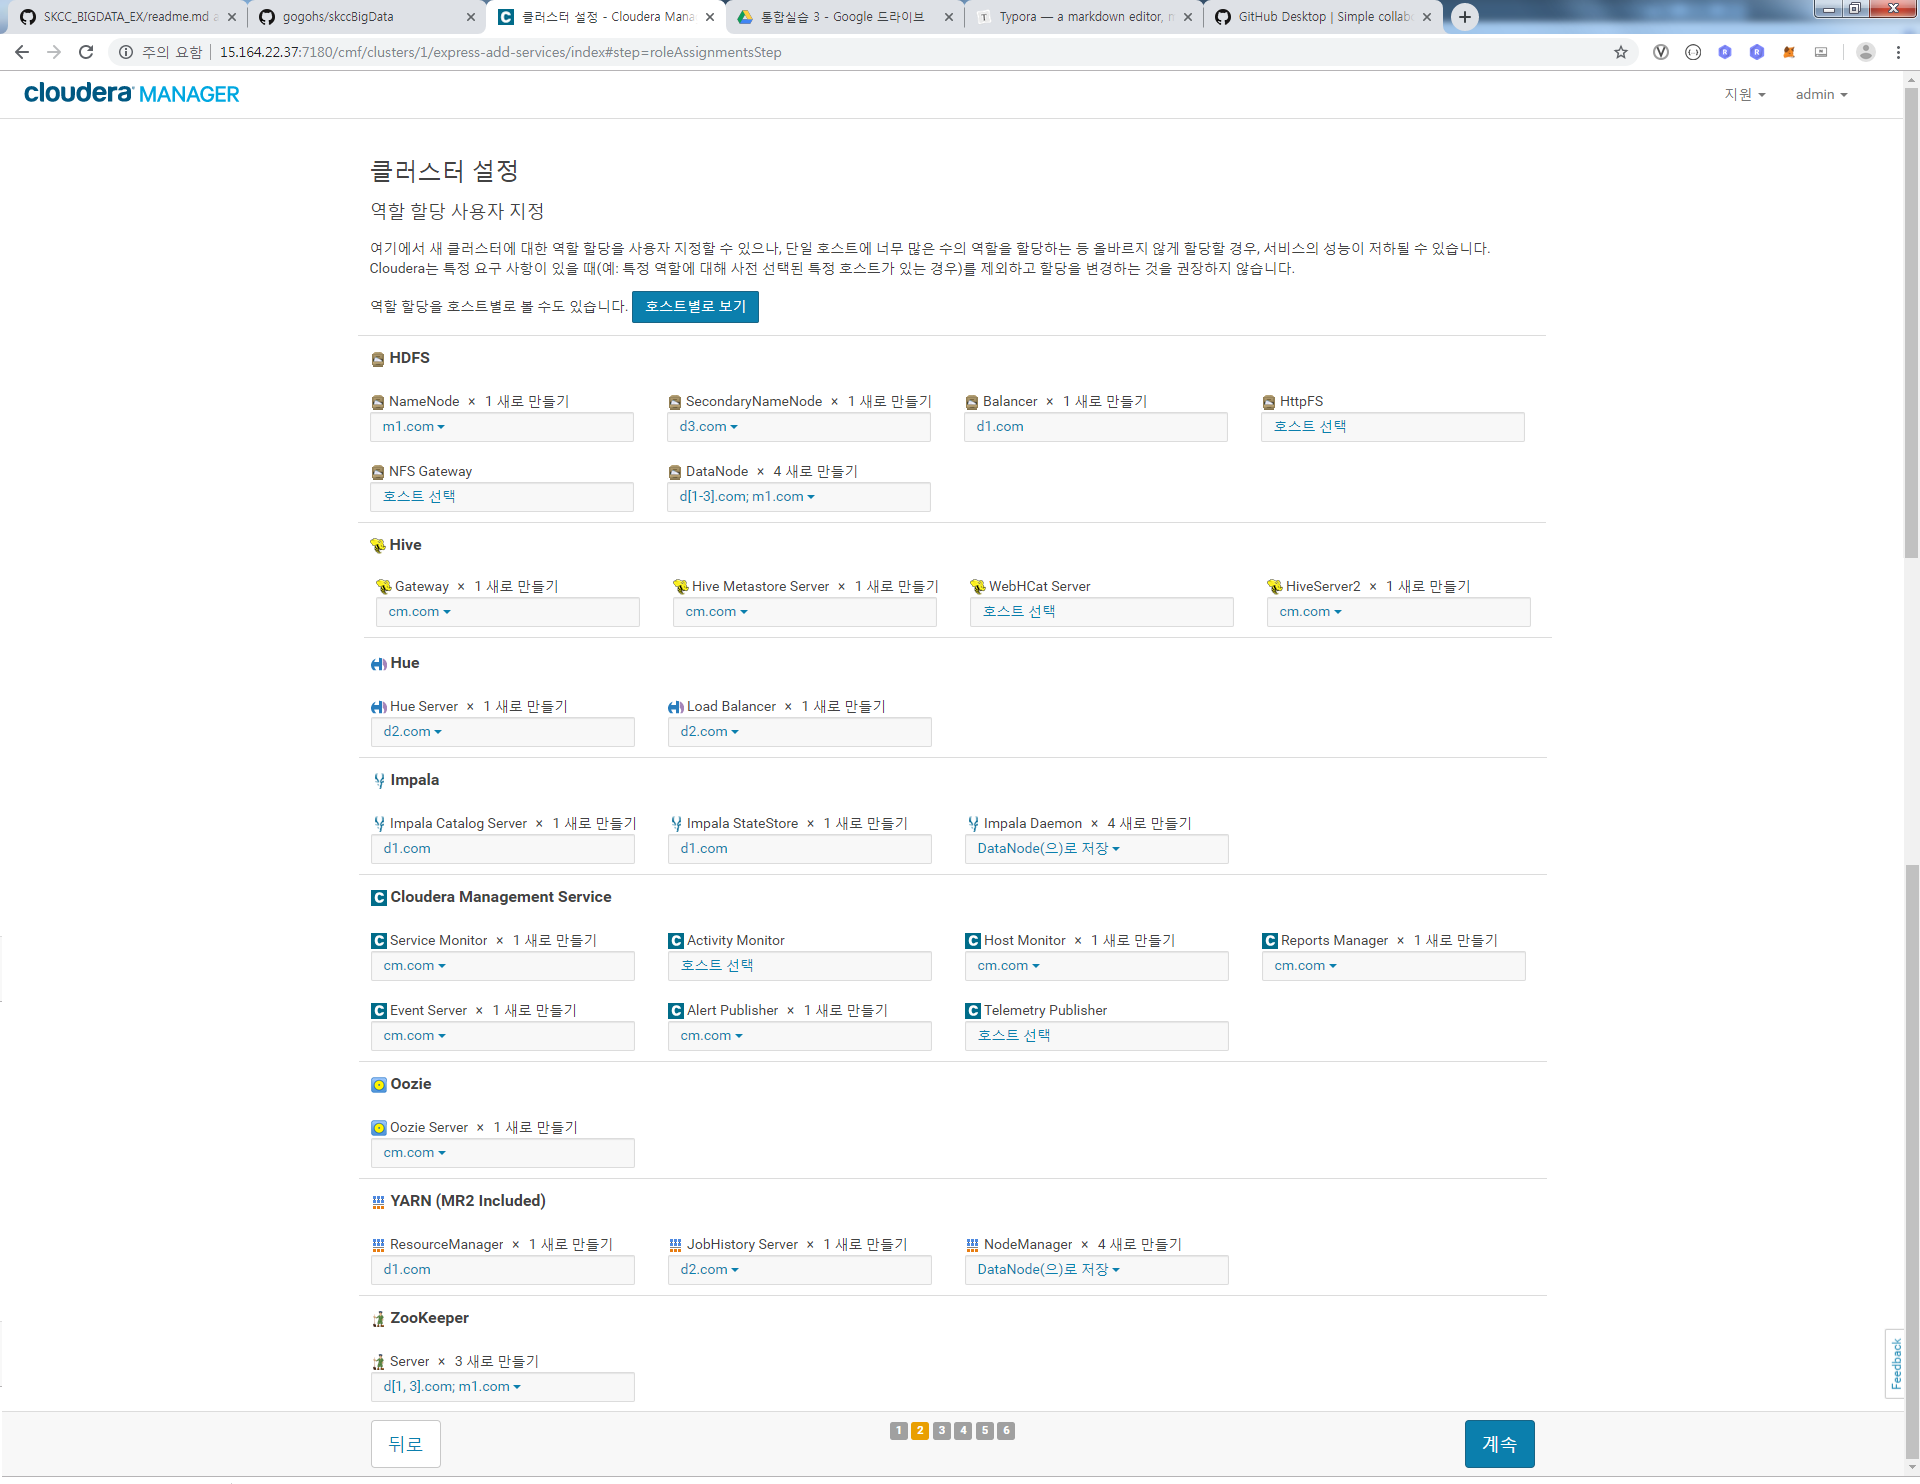 SKCC_BIGDATA_EX/readme.md a
gogohs/skccBigData
클러스터 설정 - Cloudera Mana
통합실습 3 - Google 드라이브
Typora — a markdown editor, m
GitHub Desktop | Simple collabo
주의 요함 | 15.164.22.37:7180/cmf/clusters/1/express-add-services/index#step=roleAssignmentsStep
cloudera MANAGER
지원
admin
클러스터 설정
역할 할당 사용자 지정
여기에서 새 클러스터에 대한 역할 할당을 사용자 지정할 수 있으나, 단일 호스트에 너무 많은 수의 역할을 할당하는 등 올바르지 않게 할당할 경우, 서비스의 성능이 저하될 수 있습니다.
Cloudera는 특정 요구 사항이 있을 때(예: 특정 역할에 대해 사전 선택된 특정 호스트가 있는 경우)를 제외하고 할당을 변경하는 것을 권장하지 않습니다.
역할 할당을 호스트별로 볼 수도 있습니다. 호스트별로 보기
HDFS
NameNode × 1 새로 만들기
m1.com
SecondaryNameNode × 1 새로 만들기
d3.com
Balancer × 1 새로 만들기
d1.com
HttpFS
호스트 선택
NFS Gateway
호스트 선택
DataNode × 4 새로 만들기
d[1-3].com; m1.com
Hive
Gateway × 1 새로 만들기
cm.com
Hive Metastore Server × 1 새로 만들기
cm.com
WebHCat Server
호스트 선택
HiveServer2 × 1 새로 만들기
cm.com
Hue
Hue Server × 1 새로 만들기
d2.com
Load Balancer × 1 새로 만들기
d2.com
Impala
Impala Catalog Server × 1 새로 만들기
d1.com
Impala StateStore × 1 새로 만들기
d1.com
Impala Daemon × 4 새로 만들기
DataNode(으)로 저장
Cloudera Management Service
Service Monitor × 1 새로 만들기
cm.com
Activity Monitor
호스트 선택
Host Monitor × 1 새로 만들기
cm.com
Reports Manager × 1 새로 만들기
cm.com
Event Server × 1 새로 만들기
cm.com
Alert Publisher × 1 새로 만들기
cm.com
Telemetry Publisher
호스트 선택
Oozie
Oozie Server × 1 새로 만들기
cm.com
YARN (MR2 Included)
ResourceManager × 1 새로 만들기
d1.com
JobHistory Server × 1 새로 만들기
d2.com
NodeManager × 4 새로 만들기
DataNode(으)로 저장
ZooKeeper
Server × 3 새로 만들기
d[1, 3].com; m1.com
Feedback
뒤로
1 2 3 4 5 6
계속